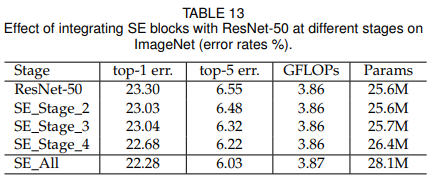 TABLE 13
Effect of integrating SE blocks with ResNet-50 at different stages on
ImageNet (error rates %).
Stage top-1 err. top-5 err. GFLOPs Params
ResNet-50 23.30 6.55 3.86 25.6M
SE_Stage_2 23.03 6.48 3.86 25.6M
SE_Stage_3 23.04 6.32 3.86 25.7M
SE_Stage_4 22.68 6.22 3.86 26.4M
SE_All 22.28 6.03 3.87 28.1M